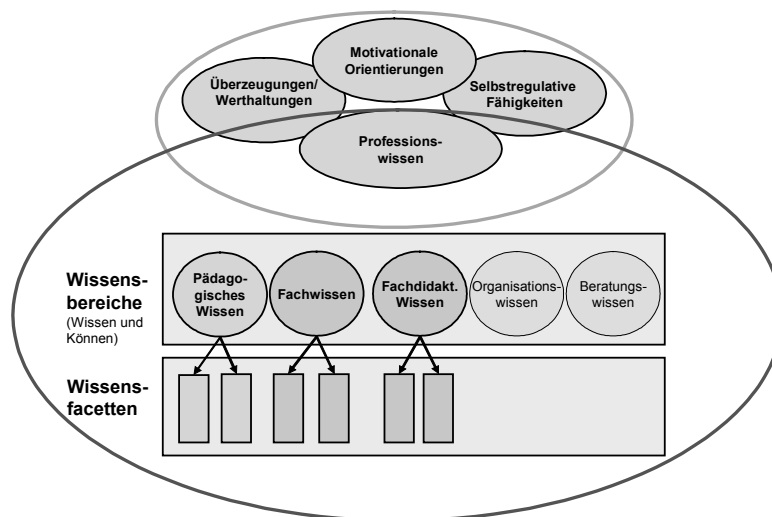 Motivationale
Orientierungen
Überzeugungen/
Werthaltungen
Selbstregulative
Fähigkeiten
Professions-
wissen
Wissens-
bereiche
(Wissen und
Können)
Pädago-
gisches
Wissen
Fachwissen
Fachdidakt.
Wissen
Organisations-
wissen
Beratungs-
wissen
Wissens-
facetten